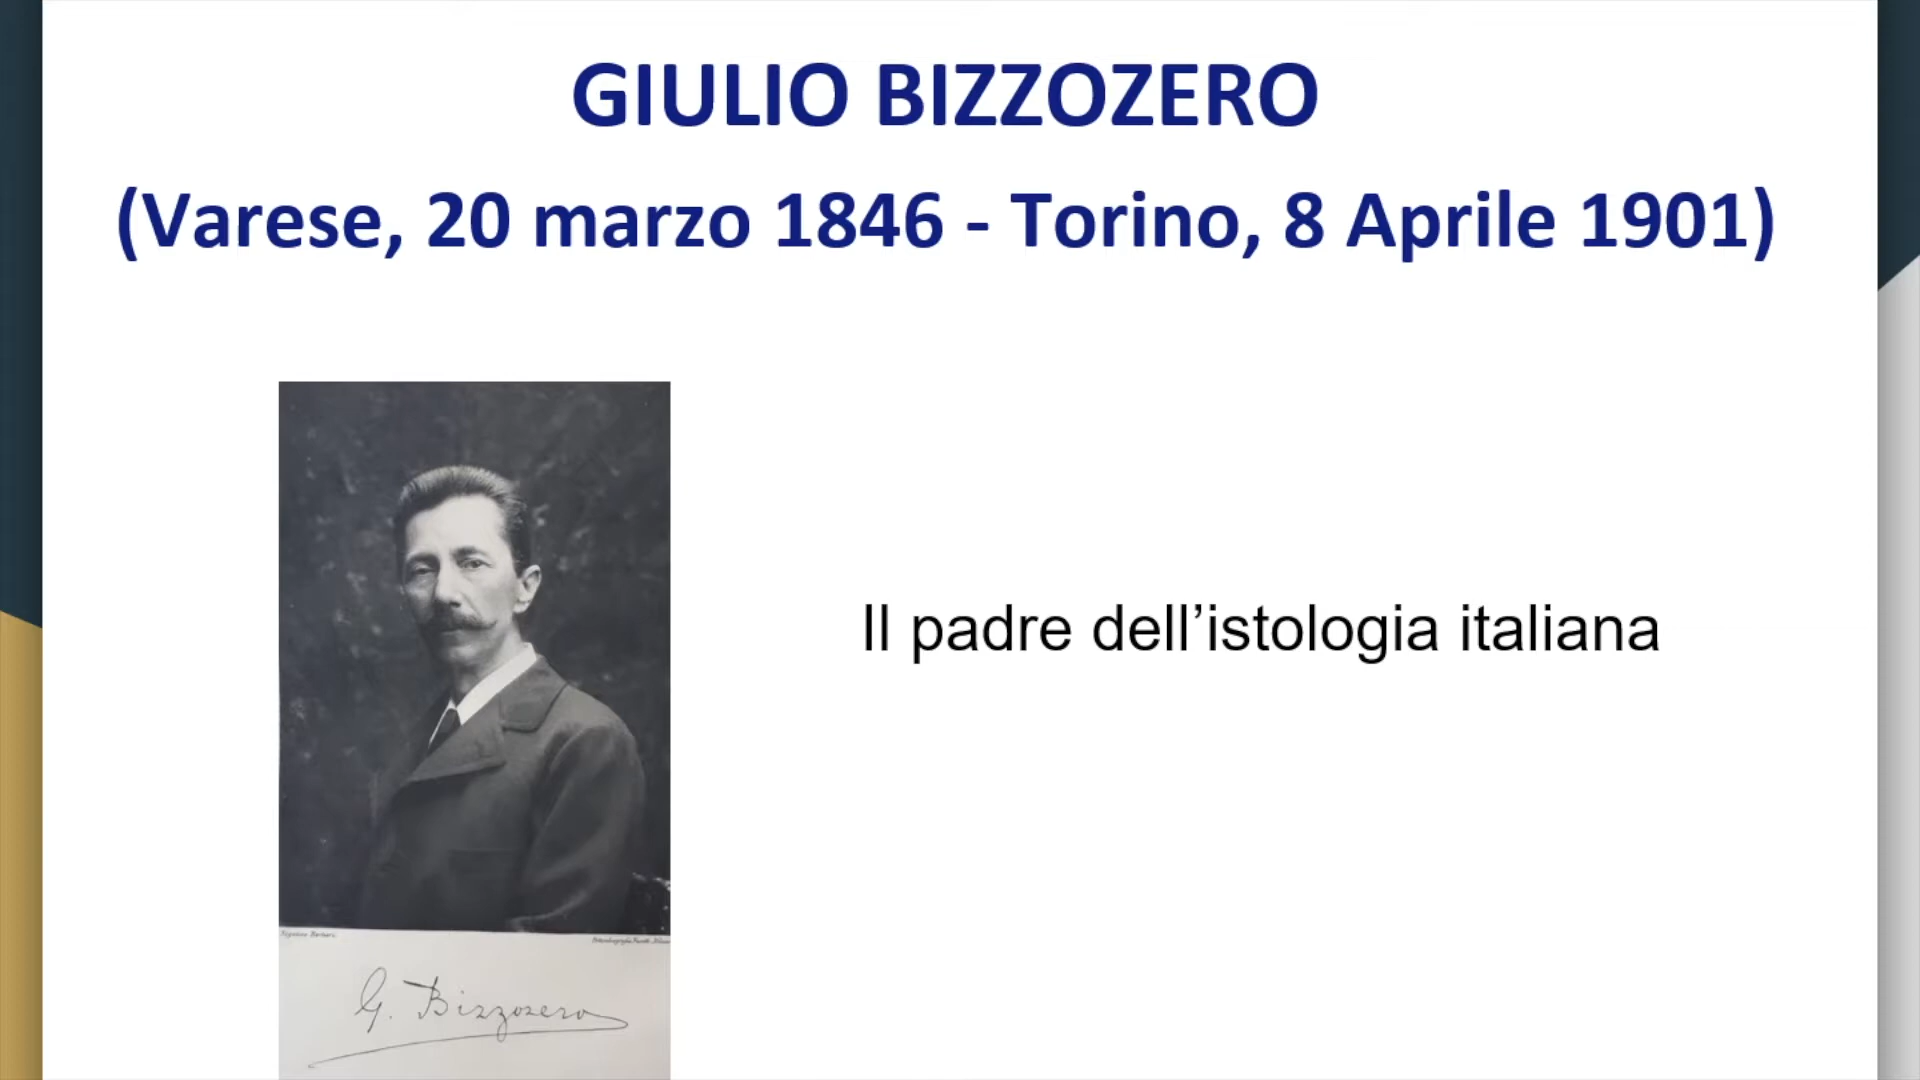 GIULIO BIZZOZERO
(Varese, 20 marzo 1846 - Torino, 8 Aprile 1901)
Il padre dell’istologia italiana
G. Bizzozero